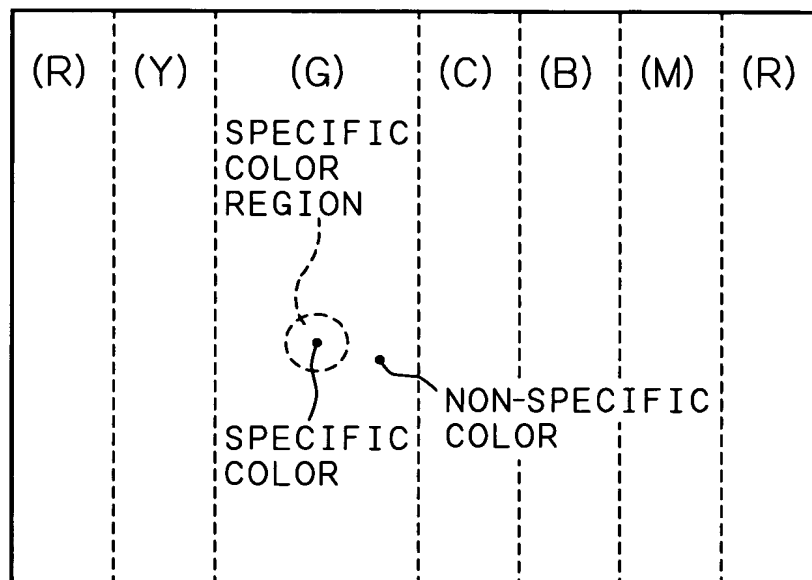 (R) (Y) (G) (C) (B) (M) (R)
SPECIFIC
COLOR
REGION
NON-SPECIFIC
COLOR
SPECIFIC
COLOR